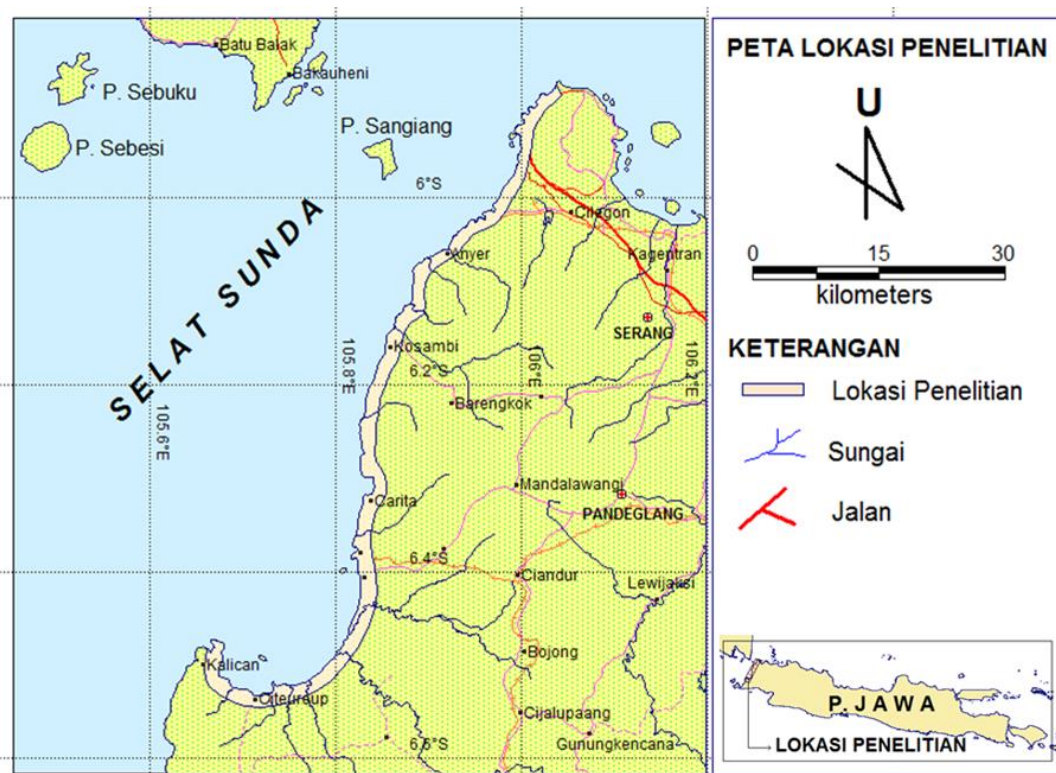 Batu Balak
Bakauheni
P. Sebuku
P. Sangiang
P. Sebesi
6°S
Cilegon
SELAT SUNDA
Anyer
Kagentran
SERANG
105.8°E
Kosambi
6.2°S
106°E
106.2°E
Barengkok
105.6°E
Mandalawangi
Carita
PANDEGLANG
6.4°S
Ciandur
Lewijaksi
Kalican
Bojong
Citeureup
Cijalupaang
6.6°S
Gunungkencana
PETA LOKASI PENELITIAN
U
0 15 30
kilometers
KETERANGAN
Lokasi Penelitian
Sungai
Jalan
P. JAWA
LOKASI PENELITIAN